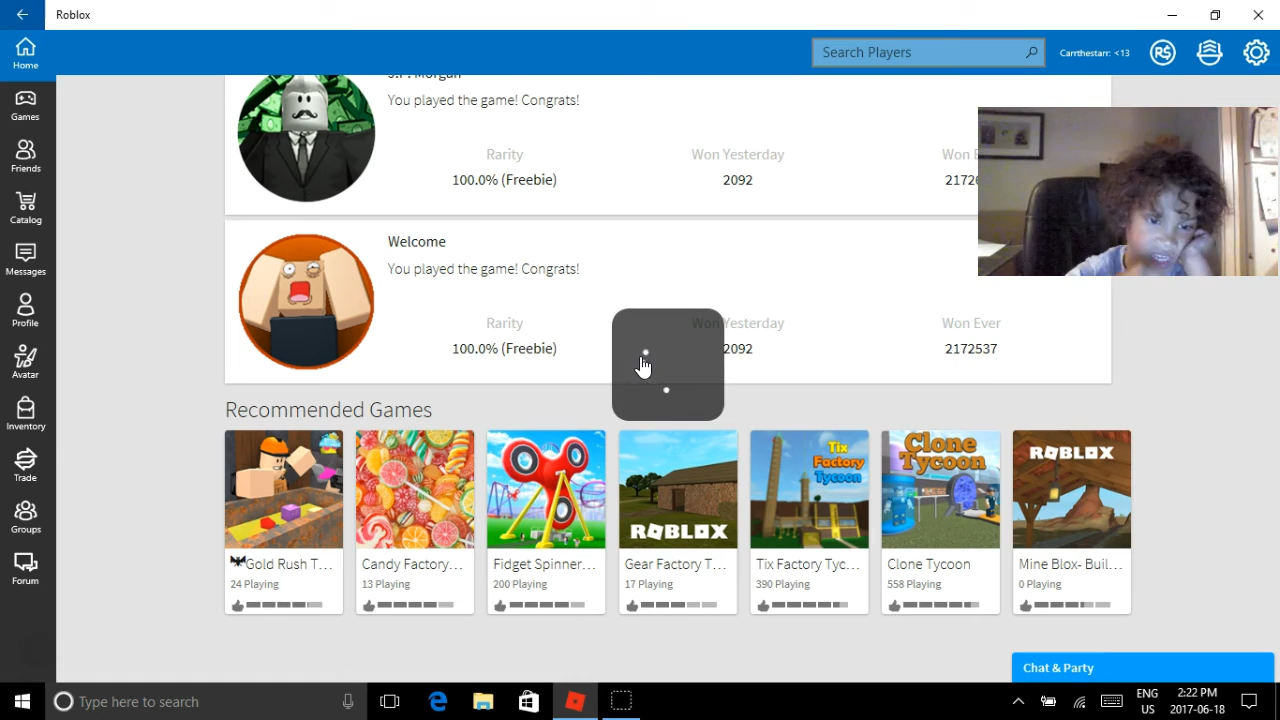 Roblox
Search Players
Carrthestarr: <13
Home
Games
Friends
Catalog
Messages
Profile
Avatar
Inventory
Trade
Groups
Forum
J.P. Morgan
You played the game! Congrats!
Rarity
Won Yesterday
Won E
100.0% (Freebie)
2092
2172
Welcome
You played the game! Congrats!
Rarity
Won Yesterday
Won Ever
100.0% (Freebie)
2092
2172537
Recommended Games
Tix Factory Tycoon
Clone Tycoon
ROBLOX
ROBLOX
Gold Rush T...
Candy Factory...
Fidget Spinner...
Gear Factory T...
Tix Factory Tyc...
Clone Tycoon
Mine Blox- Buil...
24 Playing
13 Playing
200 Playing
17 Playing
390 Playing
558 Playing
0 Playing
Chat & Party
Type here to search
ENG
US
2:22 PM
2017-06-18